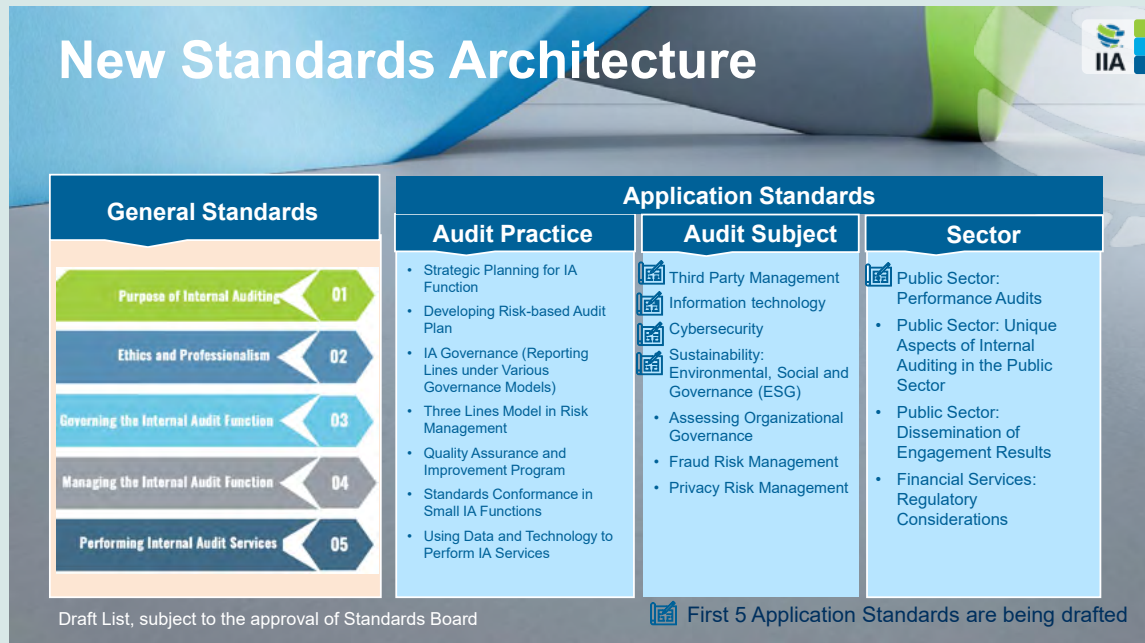 New Standards Architecture
IIA
General Standards
Purpose of Internal Auditing
01
Ethics and Professionalism
02
Governing the Internal Audit Function
03
Managing the Internal Audit Function
04
Performing Internal Audit Services
05
Application Standards
Audit Practice
• Strategic Planning for IA
Function
• Developing Risk-based Audit
Plan
• IA Governance (Reporting
Lines under Various
Governance Models)
• Three Lines Model in Risk
Management
• Quality Assurance and
Improvement Program
• Standards Conformance in
Small IA Functions
• Using Data and Technology to
Perform IA Services
Audit Subject
Third Party Management
Information technology
Cybersecurity
Sustainability:
Environmental, Social and
Governance (ESG)
• Assessing Organizational
Governance
• Fraud Risk Management
• Privacy Risk Management
Sector
Public Sector:
Performance Audits
• Public Sector: Unique
Aspects of Internal
Auditing in the Public
Sector
• Public Sector:
Dissemination of
Engagement Results
• Financial Services:
Regulatory
Considerations
Draft List, subject to the approval of Standards Board
First 5 Application Standards are being drafted